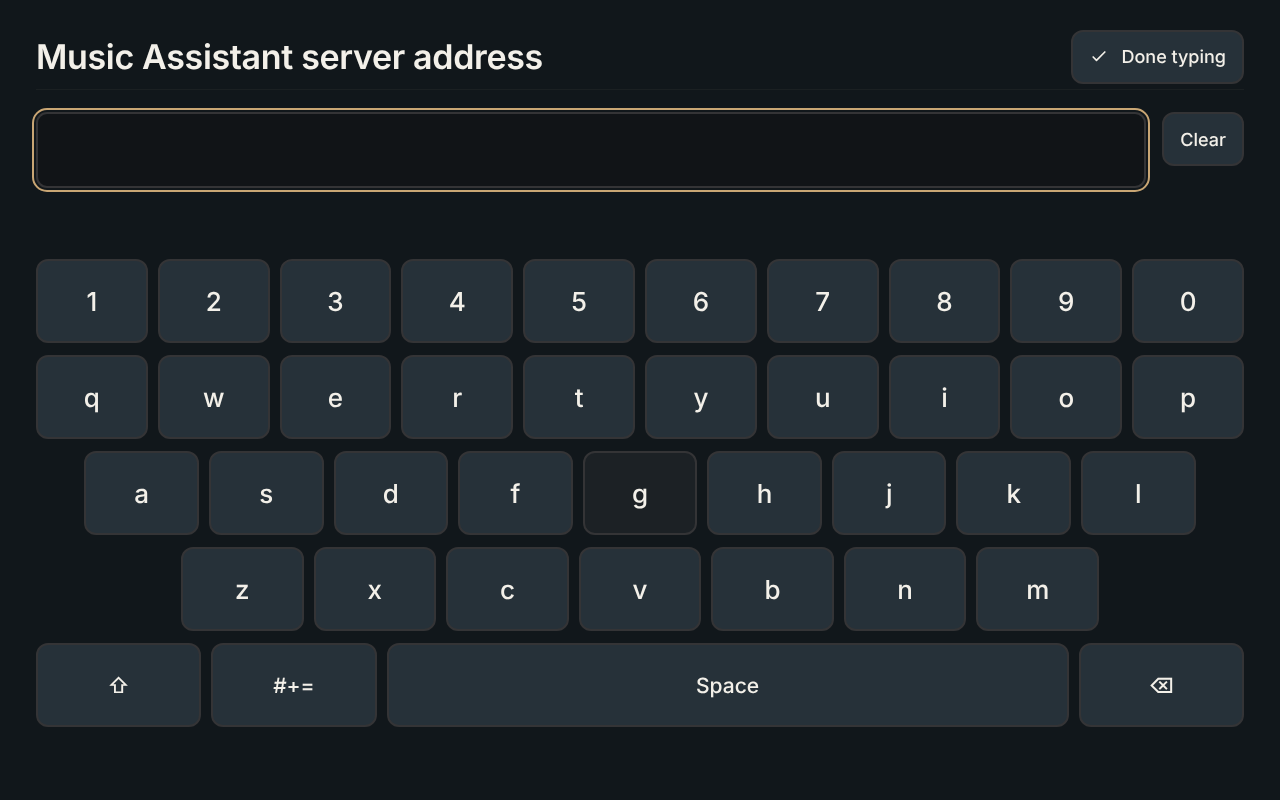 Music Assistant server address
Done typing
Clear
1 2 3 4 5 6 7 8 9 0
q w e r t y u i o p
a s d f g h j k l
z x c v b n m
#+= Space